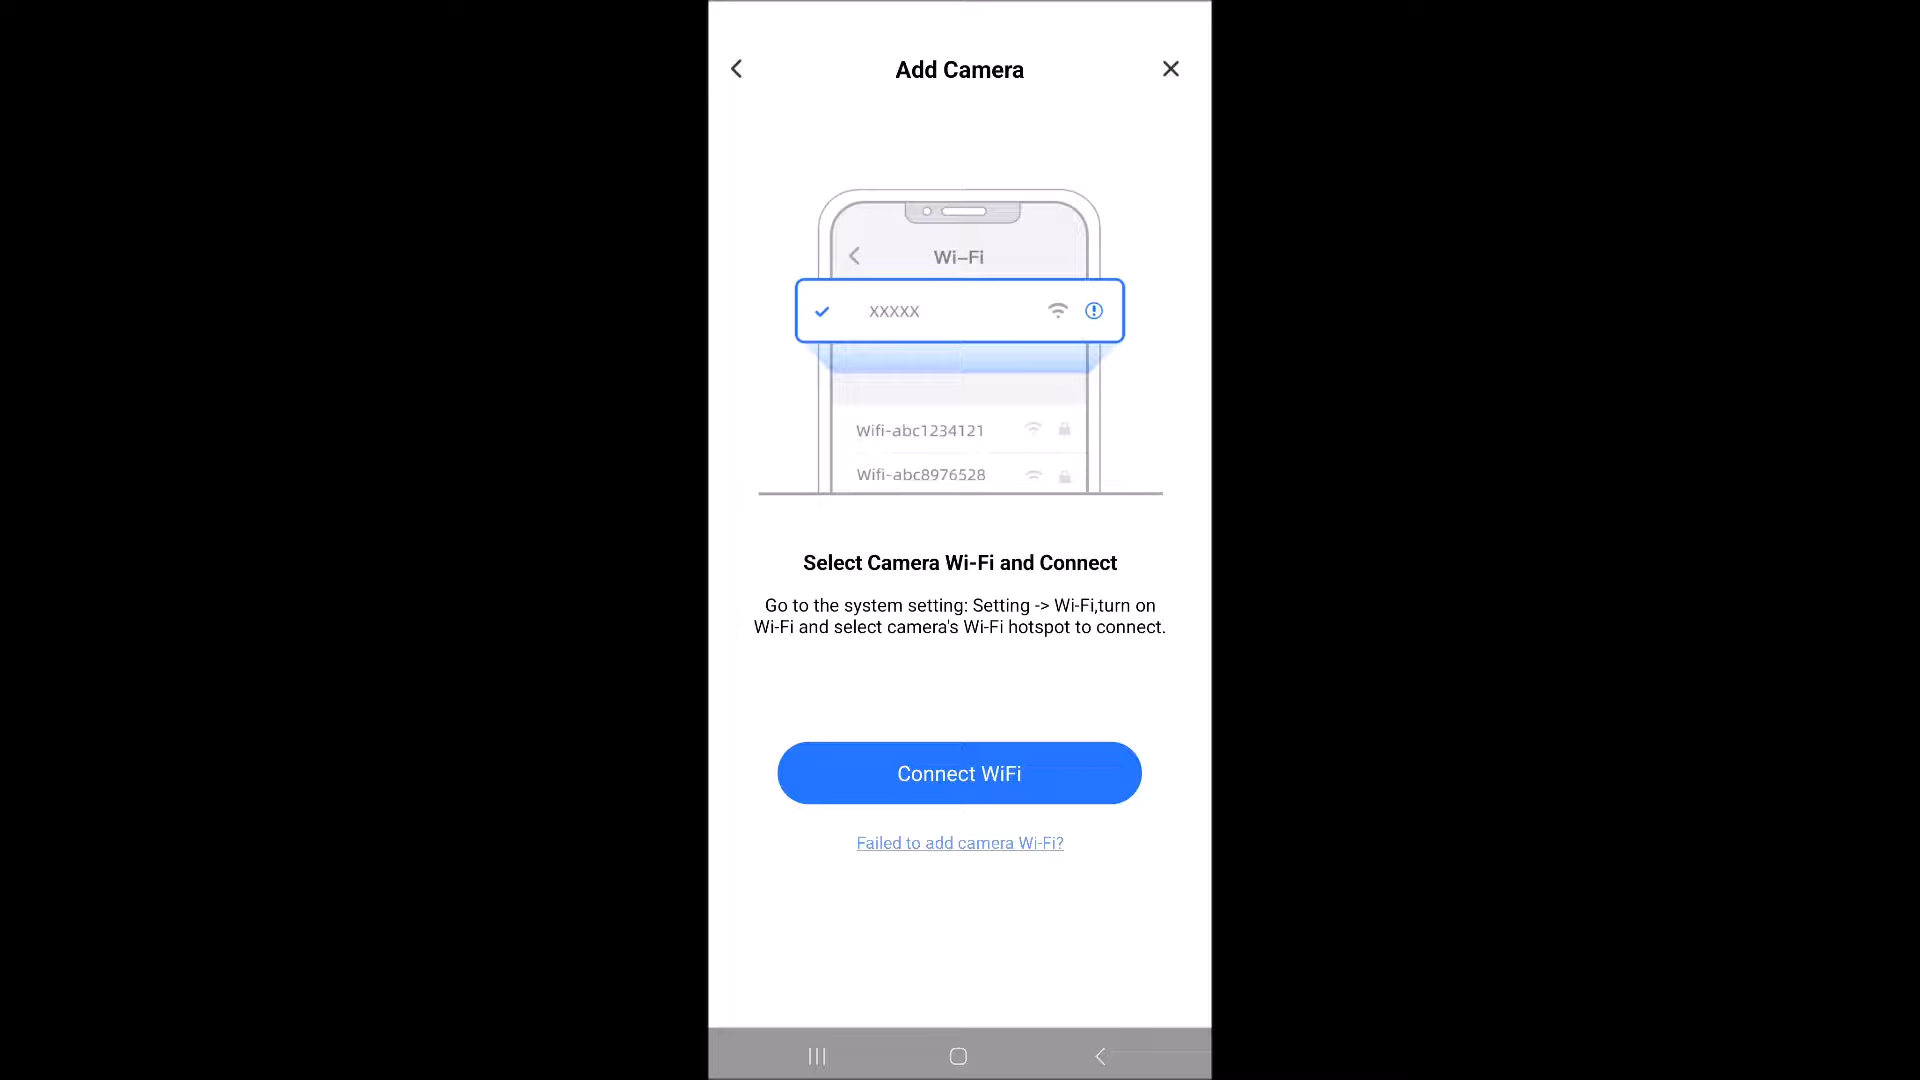 Add Camera
Wi-Fi
XXXXX
Wifi-abc1234121
Wifi-abc8976528
Select Camera Wi-Fi and Connect
Go to the system setting: Setting -> Wi-Fi,turn on
Wi-Fi and select camera's Wi-Fi hotspot to connect.
Connect WiFi
Failed to add camera Wi-Fi?